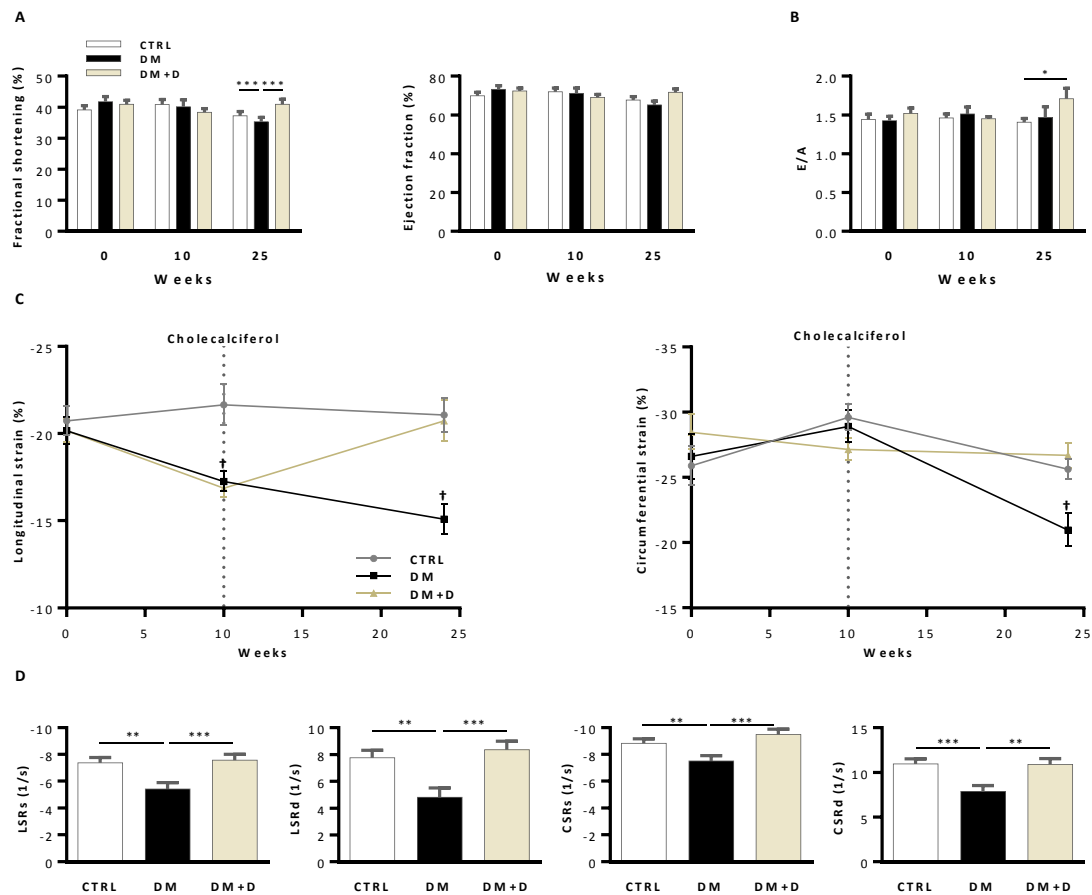 A
B
CTRL
DM
DM+D
Fractional shortening (%)
50
40
30
20
10
0
*** ***
0 10 25
Weeks
Ejection fraction (%)
80
60
40
20
0
0 10 25
Weeks
E/A
2.0
1.5
1.0
0.5
0.0
*
0 10 25
Weeks
C
Cholecalciferol
Longitudinal strain (%)
-25
-20
-15
-10
†
†
CTRL
DM
DM+D
0 5 10 15 20 25
Weeks
Cholecalciferol
Circumferential strain (%)
-35
-30
-25
-20
-15
†
0 5 10 15 20 25
Weeks
D
LSRs (1/s)
-10
-8
-6
-4
-2
0
** ***
CTRL DM DM+D
LSRd (1/s)
10
8
6
4
2
0
** ***
CTRL DM DM+D
CSRs (1/s)
-10
-8
-6
-4
-2
0
** ***
CTRL DM DM+D
CSRd (1/s)
15
10
5
0
*** **
CTRL DM DM+D